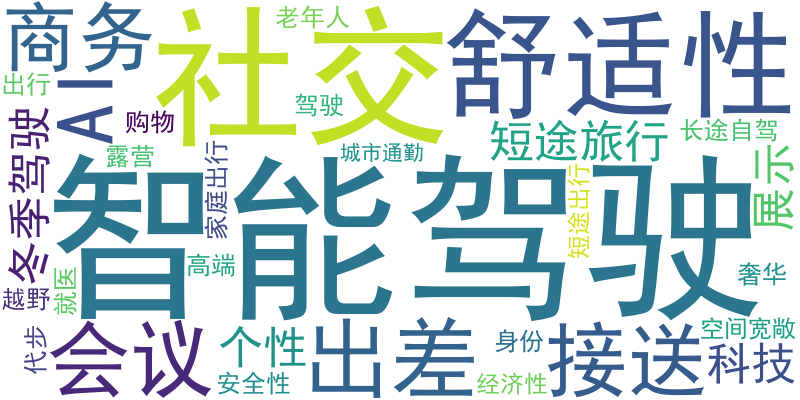 商务
社交
老年人
舒适性
出行
AI
购物
驾驶
冬季驾驶
露营
家庭出行
城市通勤
短途旅行
长途自驾
智能驾驶
短途出行
展示
越野
就医
高端
奢华
代步
会议
个性
安全性
出差
身份
经济性
接送
空间宽敞
科技